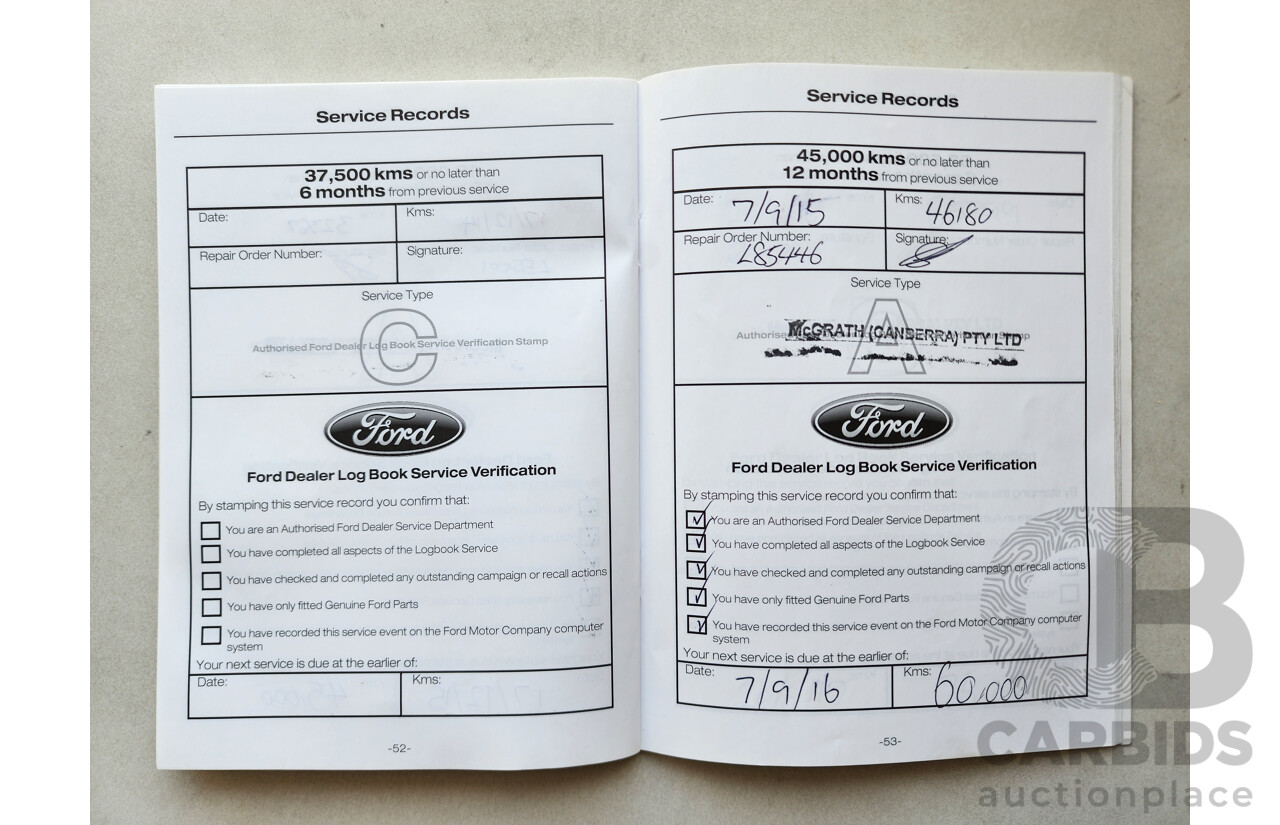 Service Records
37,500 kms or no later than
6 months from previous service
Date:
Kms:
Repair Order Number:
Signature:
Service Type
C
Authorised Ford Dealer Log Book Service Verification Stamp
Ford
Ford Dealer Log Book Service Verification
By stamping this service record you confirm that:
You are an Authorised Ford Dealer Service Department
You have completed all aspects of the Logbook Service
You have checked and completed any outstanding campaign or recall actions
You have only fitted Genuine Ford Parts
You have recorded this service event on the Ford Motor Company computer
system
Your next service is due at the earlier of:
Date:
Kms:
-52-
Service Records
45,000 kms or no later than
12 months from previous service
Date: 7/9/15
Kms: 46180
Repair Order Number:
L85446
Signature:
Service Type
A
Authorised
McGRATH (CANBERRA) PTY LTD
Ford
Ford Dealer Log Book Service Verification
By stamping this service record you confirm that:
You are an Authorised Ford Dealer Service Department
You have completed all aspects of the Logbook Service
You have checked and completed any outstanding campaign or recall actions
You have only fitted Genuine Ford Parts
You have recorded this service event on the Ford Motor Company computer
system
Your next service is due at the earlier of:
Date: 7/9/16
Kms: 60,000
-53-
CB
CARBIDS
auctionplace